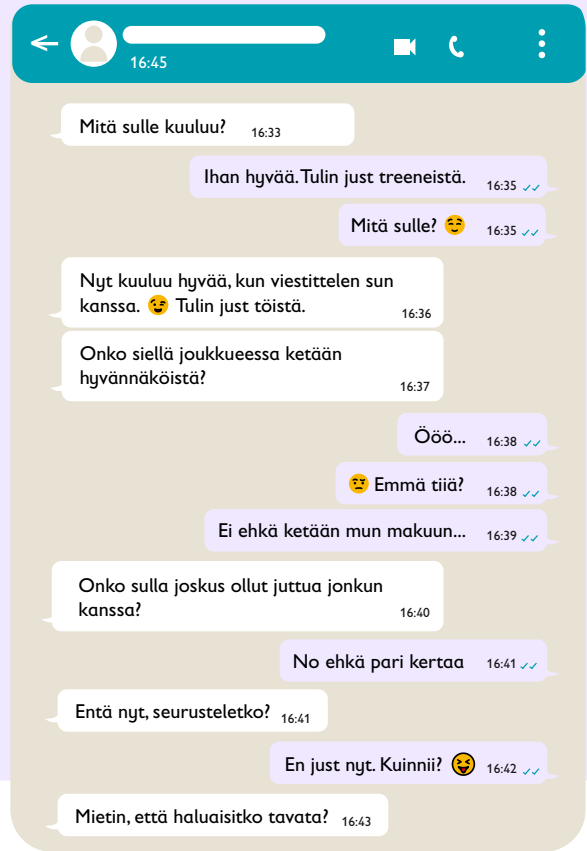 16:45
Mitä sulle kuuluu? 16:33
Ihan hyvää. Tulin just treeneistä. 16:35
Mitä sulle? 😌 16:35
Nyt kuuluu hyvää, kun viestittelen sun
kanssa. 😉 Tulin just töistä. 16:36
Onko siellä joukkueessa ketään
hyvännäköistä? 16:37
Ööö... 16:38
🤨 Emmä tiiä? 16:38
Ei ehkä ketään mun makuun... 16:39
Onko sulla joskus ollut juttua jonkun
kanssa? 16:40
No ehkä pari kertaa 16:41
Entä nyt, seurusteletko? 16:41
En just nyt. Kuinnii? 😝 16:42
Mietin, että haluaisitko tavata? 16:43